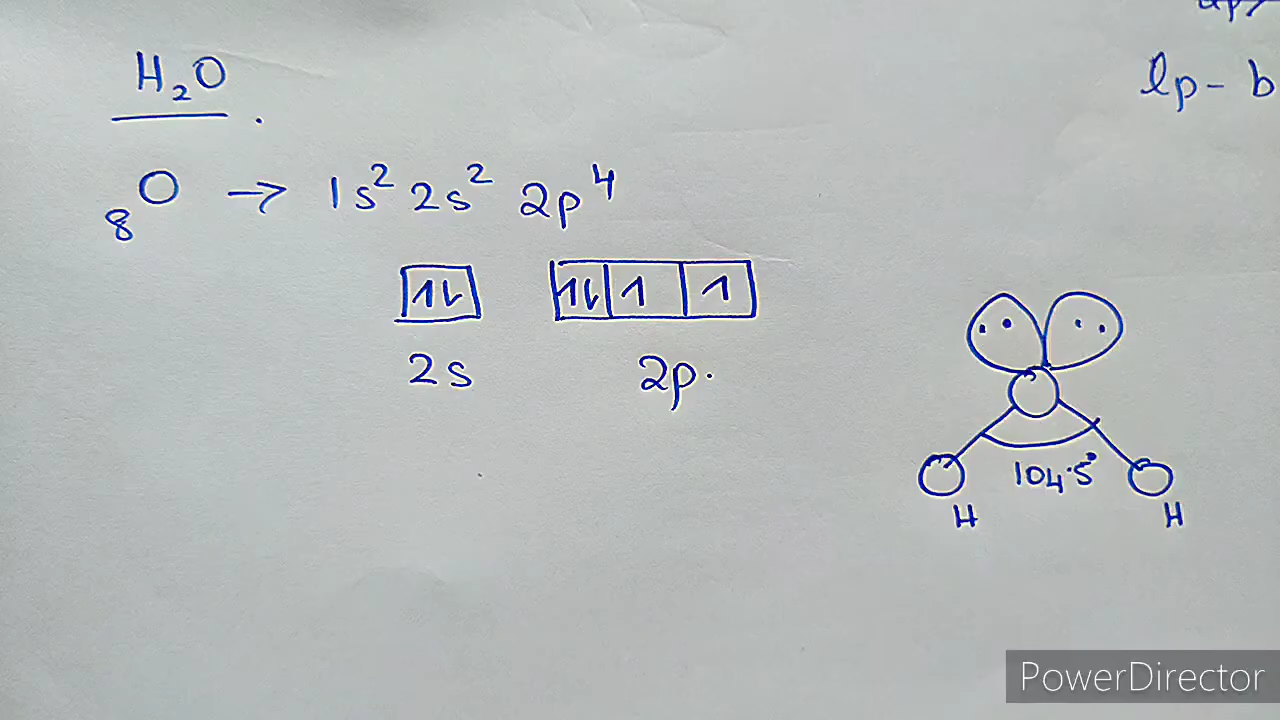 H₂O
lp - b
₈O → 1s² 2s² 2p⁴
1⇂ 1⇂ 1 1
2s 2p.
104.5°
H H
PowerDirector